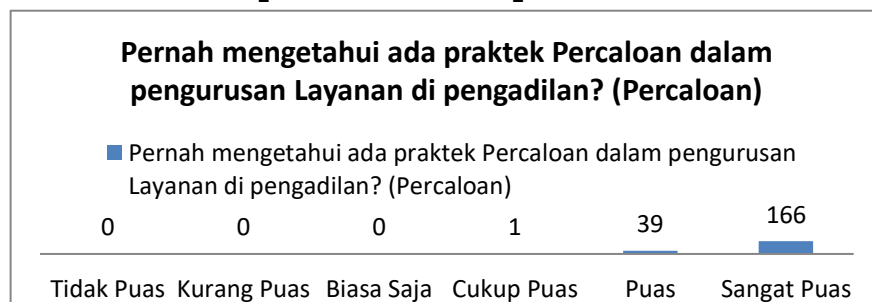 Pernah mengetahui ada praktek Percaloan dalam
pengurusan Layanan di pengadilan? (Percaloan)
Pernah mengetahui ada praktek Percaloan dalam pengurusan
Layanan di pengadilan? (Percaloan)
0 0 0 1 39 166
Tidak Puas Kurang Puas Biasa Saja Cukup Puas Puas Sangat Puas